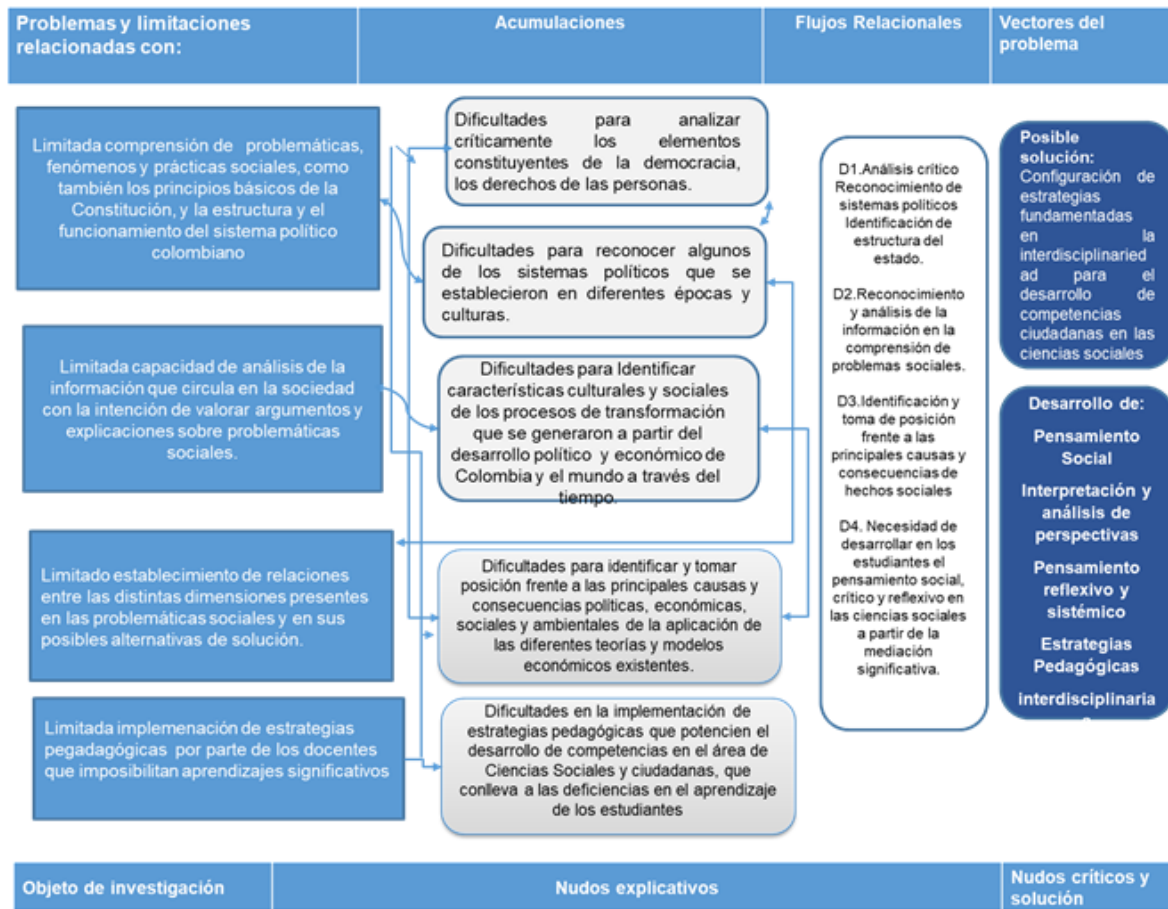 Problemas y limitaciones
relacionadas con:
Acumulaciones
Flujos Relacionales
Vectores del
problema
Limitada comprensión de problemáticas,
fenómenos y prácticas sociales, como
también los principios básicos de la
Constitución, y la estructura y el
funcionamiento del sistema político
colombiano
Limitada capacidad de análisis de la
información que circula en la sociedad
con la intención de valorar argumentos y
explicaciones sobre problemáticas
sociales.
Limitado establecimiento de relaciones
entre las distintas dimensiones presentes
en las problemáticas sociales y en sus
posibles alternativas de solución.
Limitada implemenación de estrategias
pegadagógicas por parte de los docentes
que imposibilitan aprendizajes significativos
Dificultades para analizar
críticamente los elementos
constituyentes de la democracia,
los derechos de las personas.
Dificultades para reconocer algunos
de los sistemas políticos que se
establecieron en diferentes épocas y
culturas.
Dificultades para Identificar
características culturales y sociales
de los procesos de transformación
que se generaron a partir del
desarrollo político y económico de
Colombia y el mundo a través del
tiempo.
Dificultades para identificar y tomar
posición frente a las principales causas y
consecuencias políticas, económicas,
sociales y ambientales de la aplicación de
las diferentes teorías y modelos
económicos existentes.
Dificultades en la implementación de
estrategias pedagógicas que potencien el
desarrollo de competencias en el área de
Ciencias Sociales y ciudadanas, que
conlleva a las deficiencias en el aprendizaje
de los estudiantes
D1.Análisis crítico
Reconocimiento de
sistemas políticos
Identificación de
estructura del
estado.
D2.Reconocimiento
y análisis de la
información en la
comprensión de
problemas sociales.
D3.Identificación y
toma de posición
frente a las
principales causas y
consecuencias de
hechos sociales
D4. Necesidad de
desarrollar en los
estudiantes el
pensamiento social,
crítico y reflexivo en
las ciencias sociales
a partir de la
mediación
significativa.
Posible
solución:
Configuración de
estrategias
fundamentadas
en la
interdisciplinaried
ad para el
desarrollo de
competencias
ciudadanas en las
ciencias sociales
Desarrollo de:
Pensamiento
Social
Interpretación y
análisis de
perspectivas
Pensamiento
reflexivo y
sistémico
Estrategias
Pedagógicas
interdisciplinaria
Objeto de investigación
Nudos explicativos
Nudos críticos y
solución